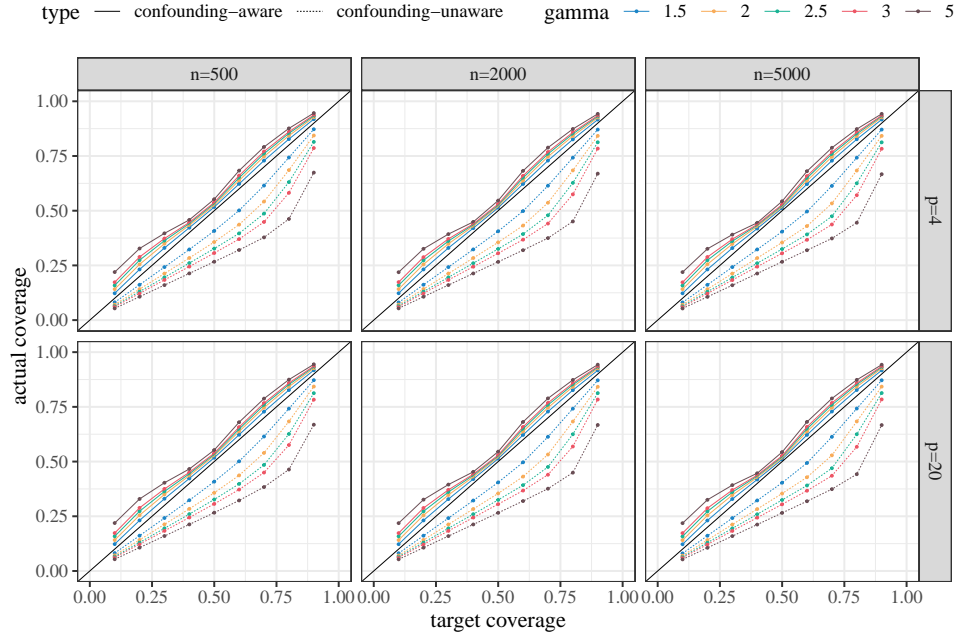 type confounding−aware confounding−unaware gamma 1.5 2 2.5 3 5
n=500 n=2000 n=5000
1.00
0.75
0.50
0.25
0.00
p=4
actual coverage
1.00
0.75
0.50
0.25
0.00
p=20
0.00 0.25 0.50 0.75 1.00 0.00 0.25 0.50 0.75 1.00 0.00 0.25 0.50 0.75 1.00
target coverage